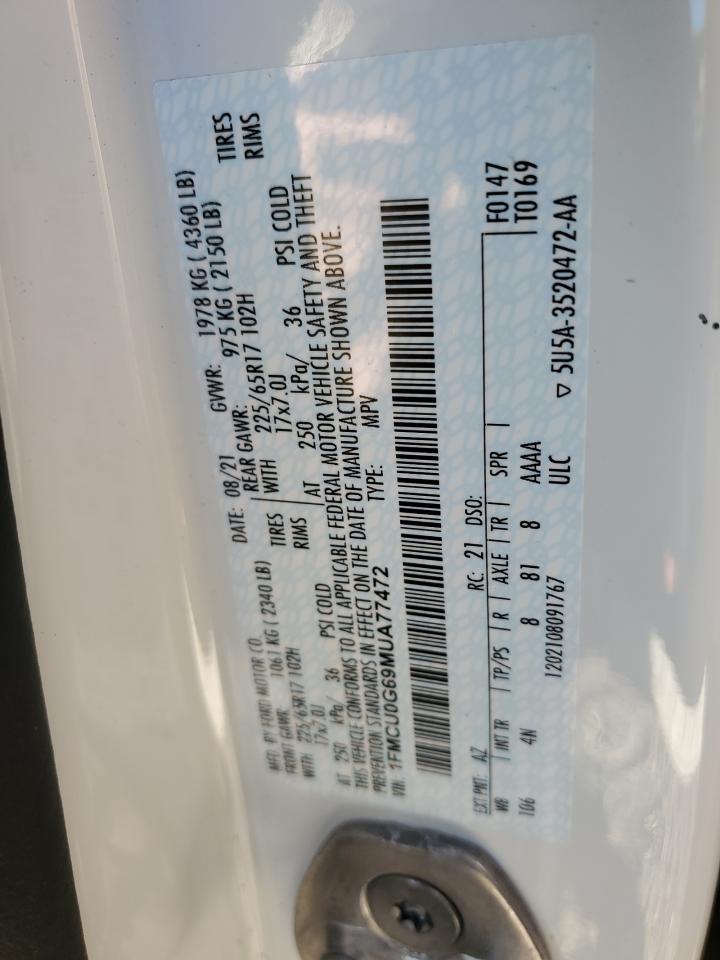 MFD. BY FORD MOTOR CO. DATE: 08/21 GVWR: 1978 KG ( 4360 LB)
FRONT GAWR: 1061 KG ( 2340 LB) REAR GAWR: 975 KG ( 2150 LB)
WITH 225/65R17 102H TIRES WITH 225/65R17 102H TIRES
17x7.0J RIMS 17x7.0J RIMS
AT 250 kPa/ 36 PSI COLD AT 250 kPa/ 36 PSI COLD
THIS VEHICLE CONFORMS TO ALL APPLICABLE FEDERAL MOTOR VEHICLE SAFETY AND THEFT
PREVENTION STANDARDS IN EFFECT ON THE DATE OF MANUFACTURE SHOWN ABOVE.
VIN: 1FMCU0G69MUA77472 TYPE: MPV
EXT PNT: AZ RC: 21 DSO: F0147
WB INT TR TP/PS R AXLE TR SPR T0169
106 4N 8 81 8 AAAA
1202108091767 ULC ▽ 5U5A-3520472-AA